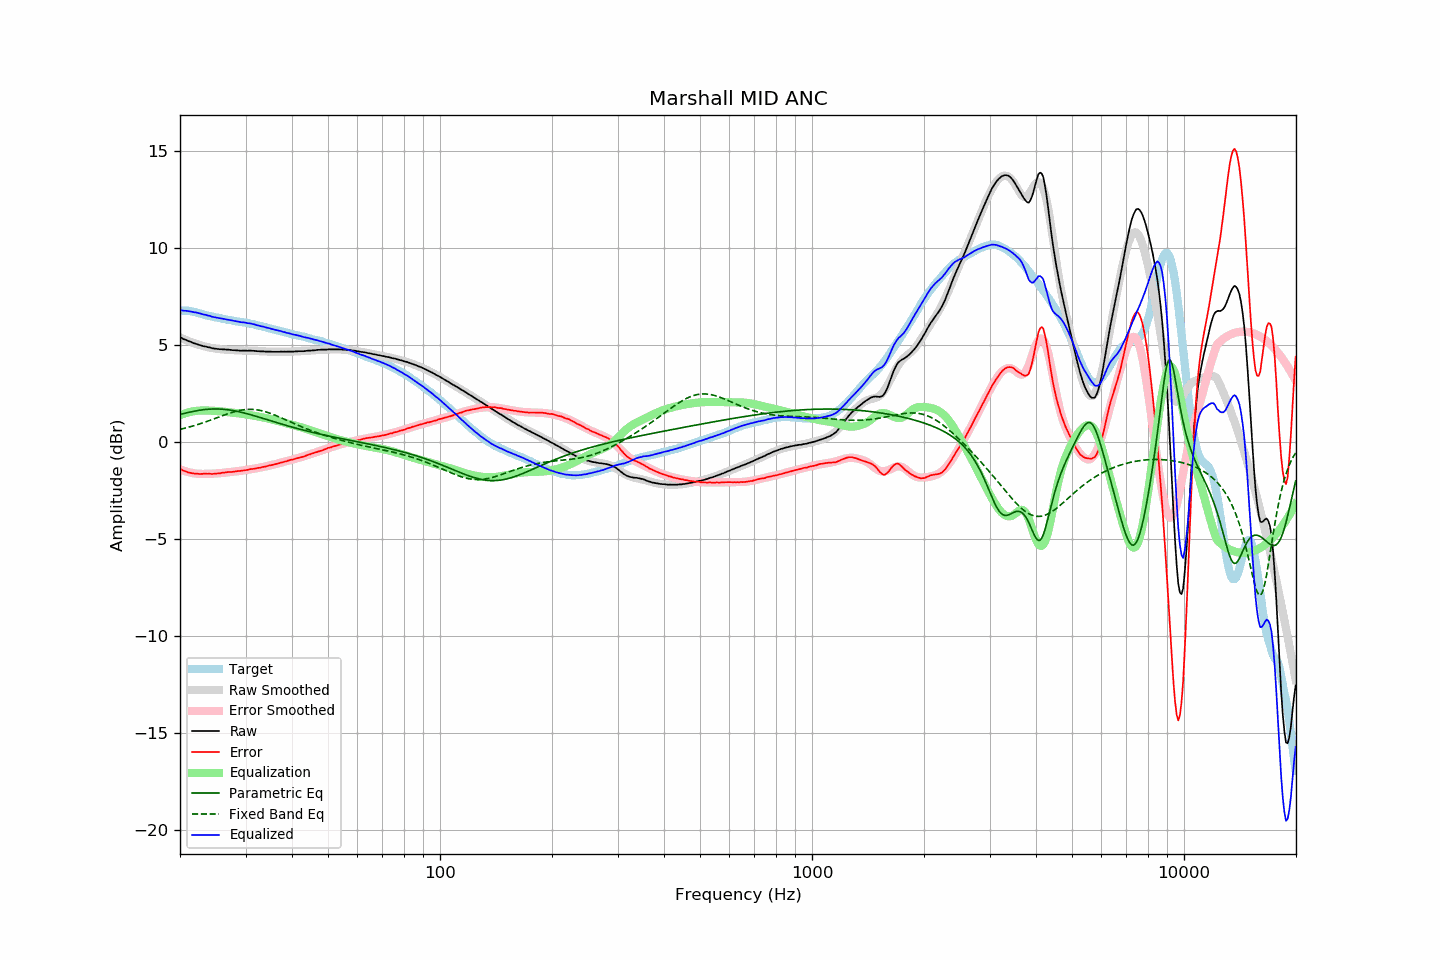 Marshall MID ANC
15
10
5
0
−5
−10
−15
−20
Amplitude (dBr)
Target
Raw Smoothed
Error Smoothed
Raw
Error
Equalization
Parametric Eq
Fixed Band Eq
Equalized
100
1000
10000
Frequency (Hz)